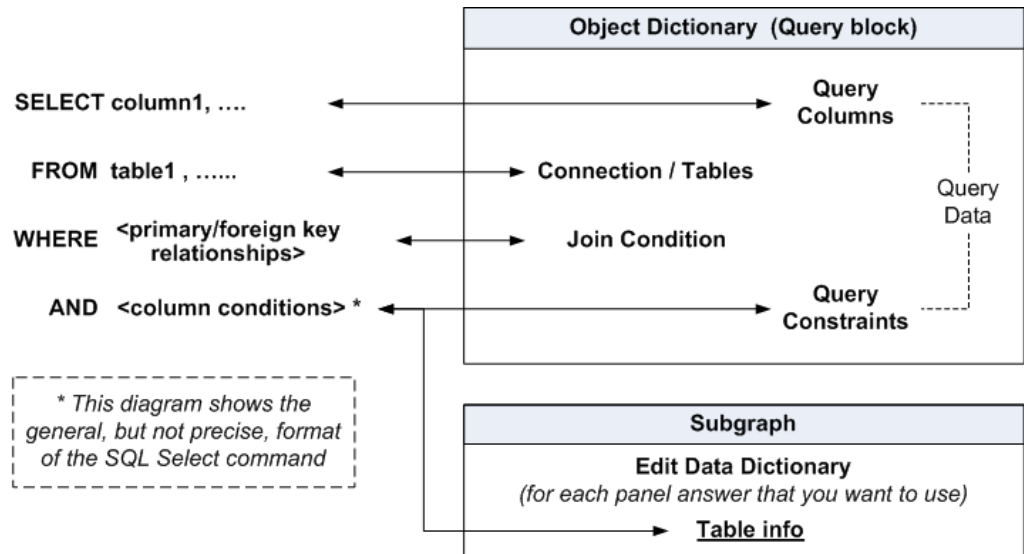 Object Dictionary (Query block)
SELECT column1, ....
Query
Columns
FROM table1 , ......
Connection / Tables
Query
Data
WHERE <primary/foreign key
relationships>
Join Condition
AND <column conditions> *
Query
Constraints
* This diagram shows the
general, but not precise, format
of the SQL Select command
Subgraph
Edit Data Dictionary
(for each panel answer that you want to use)
Table info